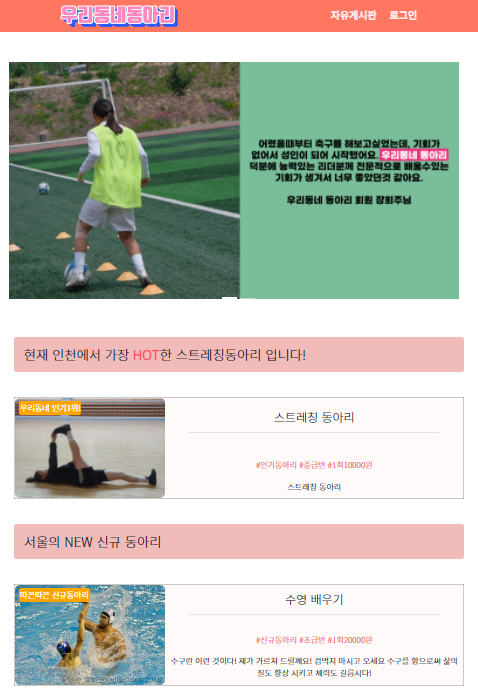 우리동네동아리
자유게시판 로그인
어렸을때부터 축구를 해보고싶었는데, 기회가
없어서 성인이 되어 시작했어요. 우리동네 동아리
덕분에 능력있는 리더분께 전문적으로 배울수있는
기회가 생겨서 너무 좋았던것 같아요.
우리동네 동아리 회원 장희주님
현재 인천에서 가장 HOT한 스트레칭동아리 입니다!
우리동네 인기1위!
스트레칭 동아리
#인기동아리 #중급반 #1회10000원
스트레칭 동아리
서울의 NEW 신규 동아리
따끈따끈 신규동아리
수영 배우기
#신규동아리 #초급반 #1회20000원
수구란 이런 것이다! 제가 가르쳐 드릴께요! 겁먹지 마시고 오세요 수구를 함으로써 삶의
질도 향상 시키고 체력도 길릅시다!